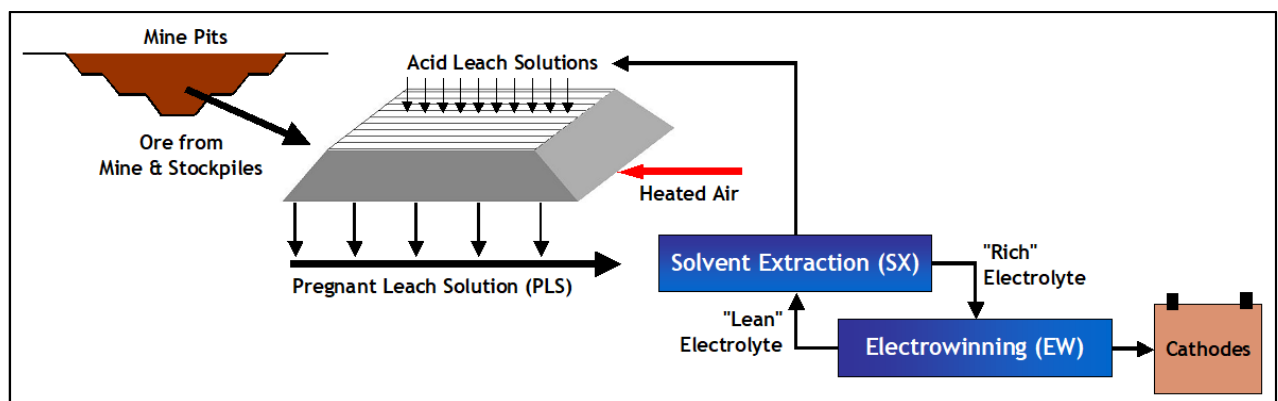 Mine Pits
Acid Leach Solutions
Ore from
Mine & Stockpiles
Heated Air
Pregnant Leach Solution (PLS)
Solvent Extraction (SX)
"Rich"
Electrolyte
"Lean"
Electrolyte
Electrowinning (EW)
Cathodes